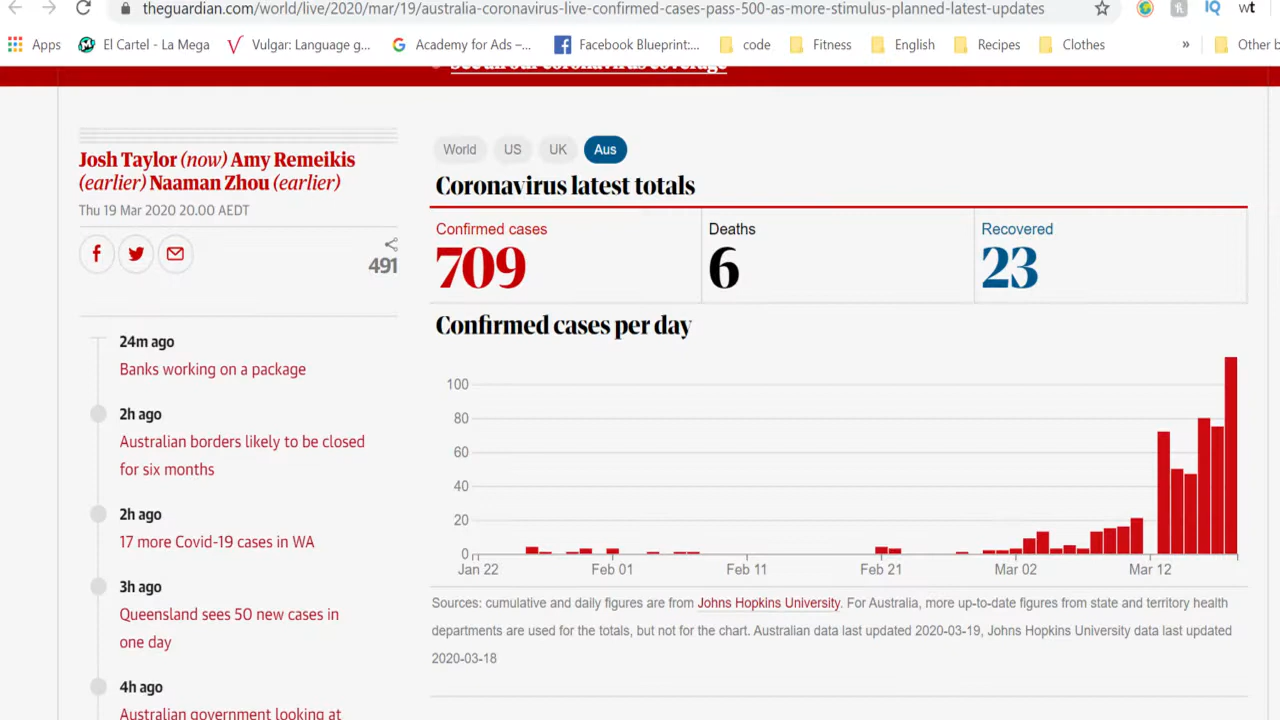 theguardian.com/world/live/2020/mar/19/australia-coronavirus-live-confirmed-cases-pass-500-as-more-stimulus-planned-latest-updates
IQ wt
Apps El Cartel - La Mega Vulgar: Language g... Academy for Ads –... Facebook Blueprint:... code Fitness English Recipes Clothes » Other b
See all our coronavirus coverage
Josh Taylor (now) Amy Remeikis
(earlier) Naaman Zhou (earlier)
Thu 19 Mar 2020 20.00 AEDT
491
24m ago
Banks working on a package
2h ago
Australian borders likely to be closed
for six months
2h ago
17 more Covid-19 cases in WA
3h ago
Queensland sees 50 new cases in
one day
4h ago
Australian government looking at
World US UK Aus
Coronavirus latest totals
Confirmed cases Deaths Recovered
709 6 23
Confirmed cases per day
100
80
60
40
20
0
Jan 22 Feb 01 Feb 11 Feb 21 Mar 02 Mar 12
Sources: cumulative and daily figures are from Johns Hopkins University. For Australia, more up-to-date figures from state and territory health
departments are used for the totals, but not for the chart. Australian data last updated 2020-03-19, Johns Hopkins University data last updated
2020-03-18